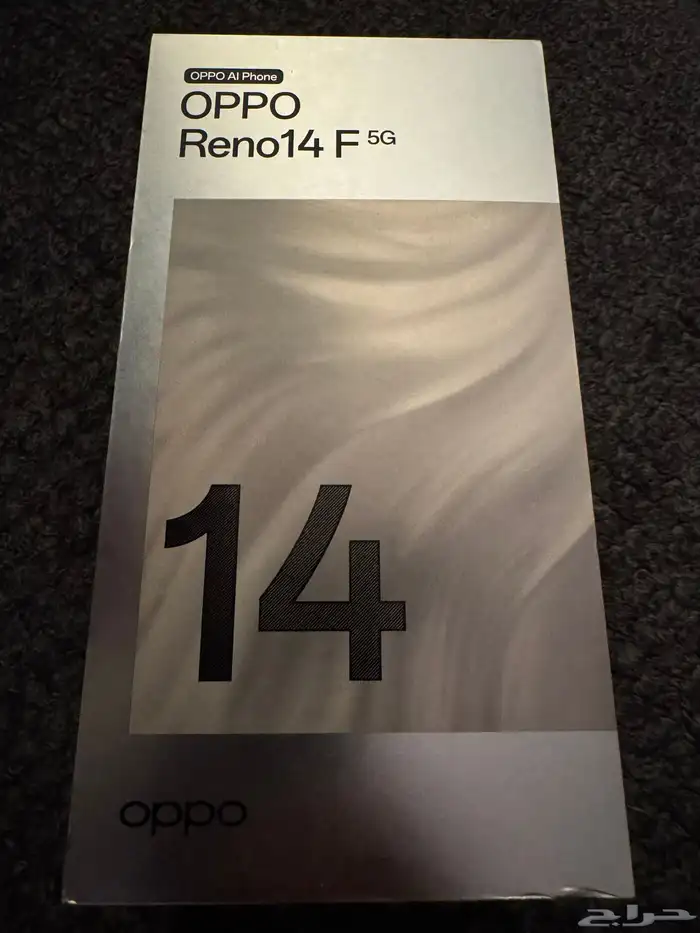 OPPO AI Phone
OPPO
Reno14 F 5G
14
oppo
حراج